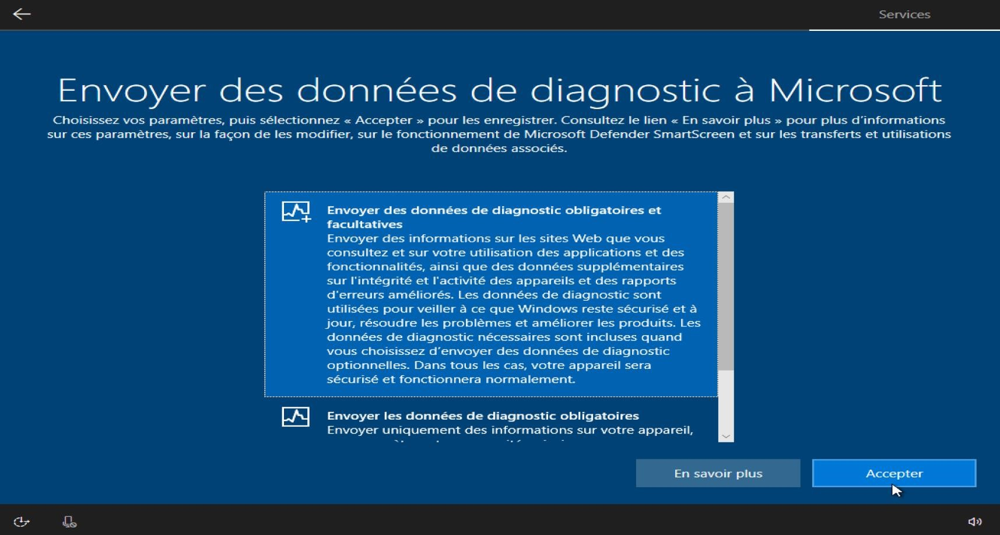 Services
Envoyer des données de diagnostic à Microsoft
Choisissez vos paramètres, puis sélectionnez « Accepter » pour les enregistrer. Consultez le lien « En savoir plus » pour plus d’informations
sur ces paramètres, sur la façon de les modifier, sur le fonctionnement de Microsoft Defender SmartScreen et sur les transferts et utilisations
de données associés.
Envoyer des données de diagnostic obligatoires et
facultatives
Envoyer des informations sur les sites Web que vous
consultez et sur votre utilisation des applications et des
fonctionnalités, ainsi que des données supplémentaires
sur l'intégrité et l'activité des appareils et des rapports
d'erreurs améliorés. Les données de diagnostic sont
utilisées pour veiller à ce que Windows reste sécurisé et à
jour, résoudre les problèmes et améliorer les produits. Les
données de diagnostic nécessaires sont incluses quand
vous choisissez d’envoyer des données de diagnostic
optionnelles. Dans tous les cas, votre appareil sera
sécurisé et fonctionnera normalement.
Envoyer les données de diagnostic obligatoires
Envoyer uniquement des informations sur votre appareil,
En savoir plus
Accepter